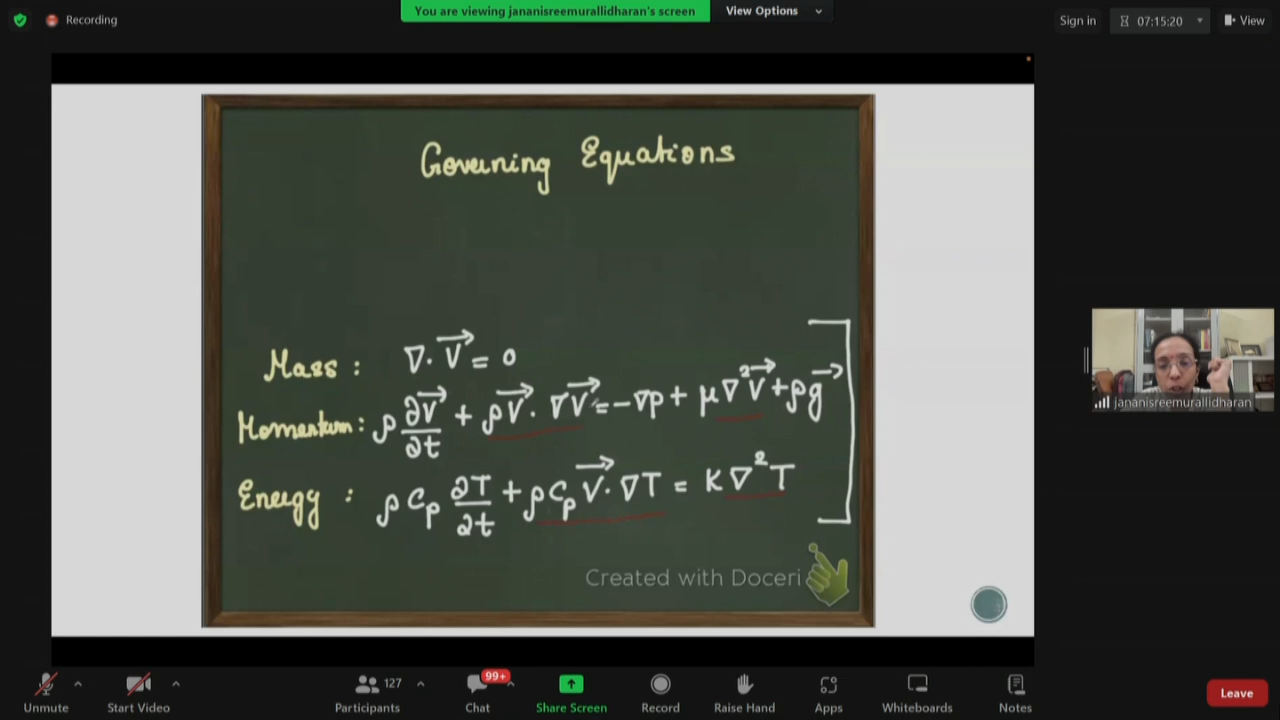 Recording
You are viewing jananisreemurallidharan's screen
View Options
Sign in
07:15:20
View
Governing Equations
Mass : ∇· V⃗ = 0
Momentum: ρ ∂V⃗/∂t + ρV⃗· ∇V⃗ = -∇p + μ∇²V⃗ + ρg⃗
Energy : ρ Cp ∂T/∂t + ρCp V⃗· ∇T = K∇²T
Created with Doceri
jananisreemurallidharan
Unmute
Start Video
127
Participants
99+
Chat
Share Screen
Record
Raise Hand
Apps
Whiteboards
Notes
Leave